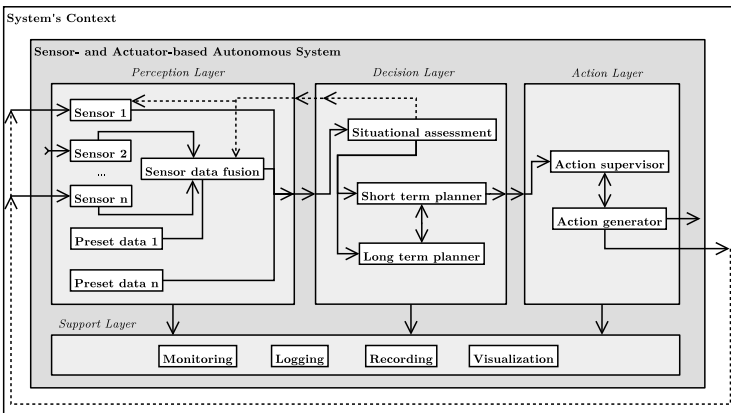 System's Context
Sensor- and Actuator-based Autonomous System
Perception Layer
Decision Layer
Action Layer
Sensor 1
Sensor 2
...
Sensor n
Sensor data fusion
Preset data 1
Preset data n
Situational assessment
Short term planner
Long term planner
Action supervisor
Action generator
Support Layer
Monitoring
Logging
Recording
Visualization